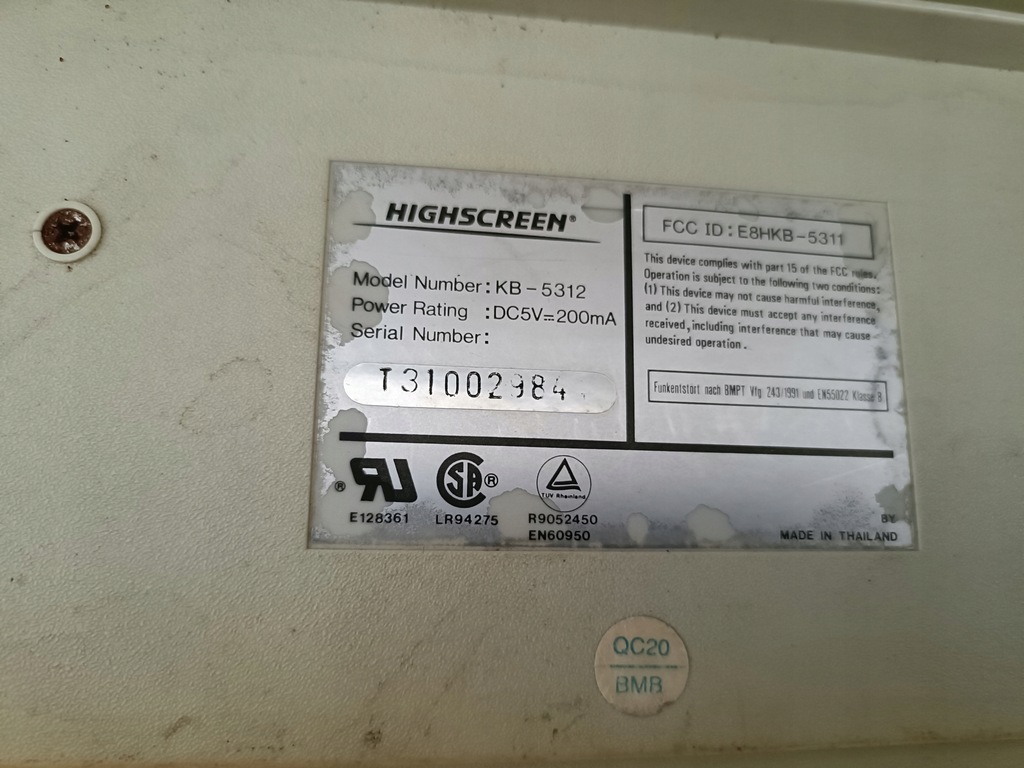 HIGHSCREEN®
Model Number: KB-5312
Power Rating : DC5V⎓200mA
Serial Number:
T31002984
FCC ID: E8HKB-5311
This device complies with part 15 of the FCC rules.
Operation is subject to the following two conditions:
(1) This device may not cause harmful interference,
and (2) This device must accept any interference
received, including interference that may cause
undesired operation.
Funkentstört nach BMPT Vfg 243/1991 und EN55022 Klasse B
® RU
SA ®
TUV Rheinland
E128361
LR94275
R9052450
EN60950
BY
MADE IN THAILAND
QC20
BMB